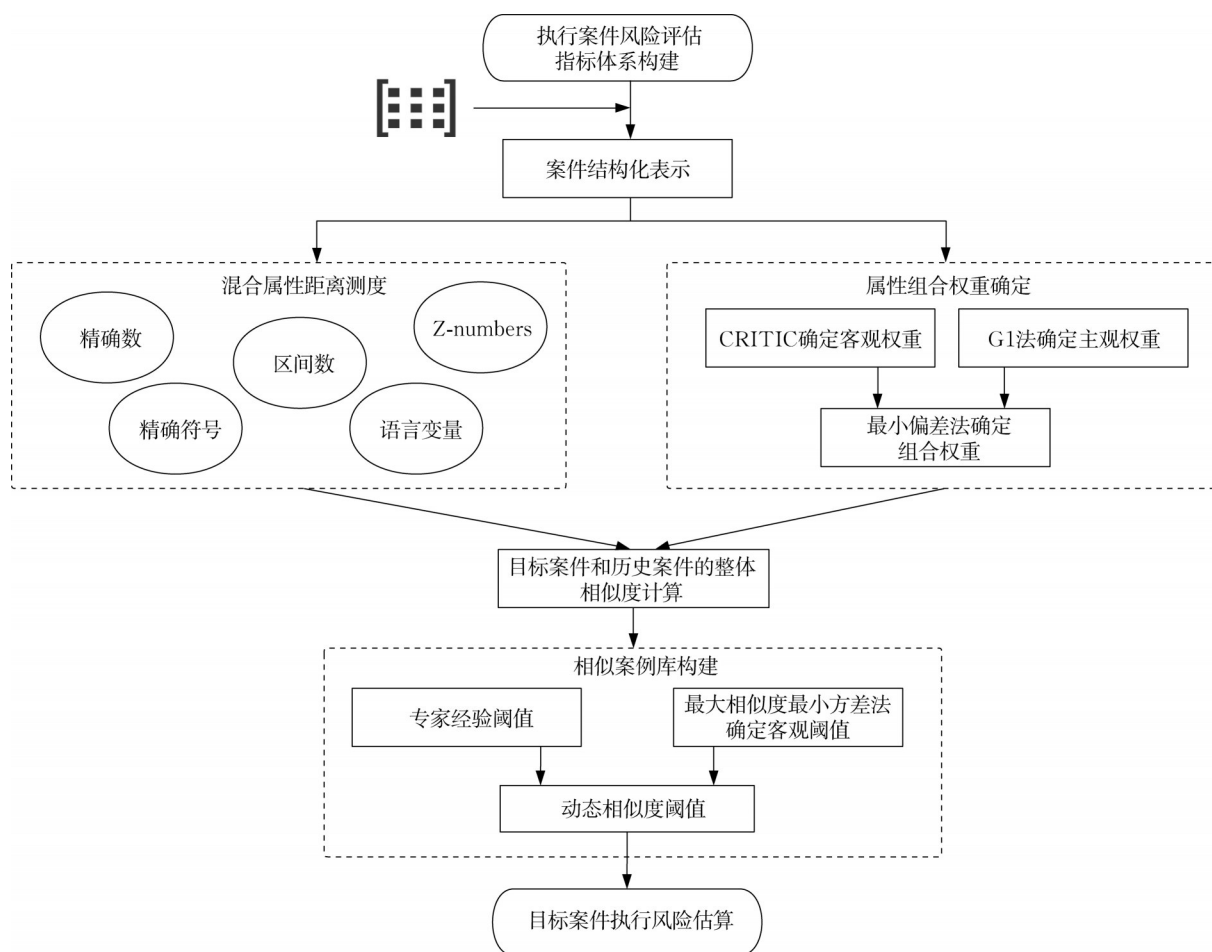 执行案件风险评估
指标体系构建
案件结构化表示
混合属性距离测度
精确数
区间数
Z-numbers
精确符号
语言变量
属性组合权重确定
CRITIC确定客观权重
G1法确定主观权重
最小偏差法确定
组合权重
目标案件和历史案件的整体
相似度计算
相似案例库构建
专家经验阈值
最大相似度最小方差法
确定客观阈值
动态相似度阈值
目标案件执行风险估算